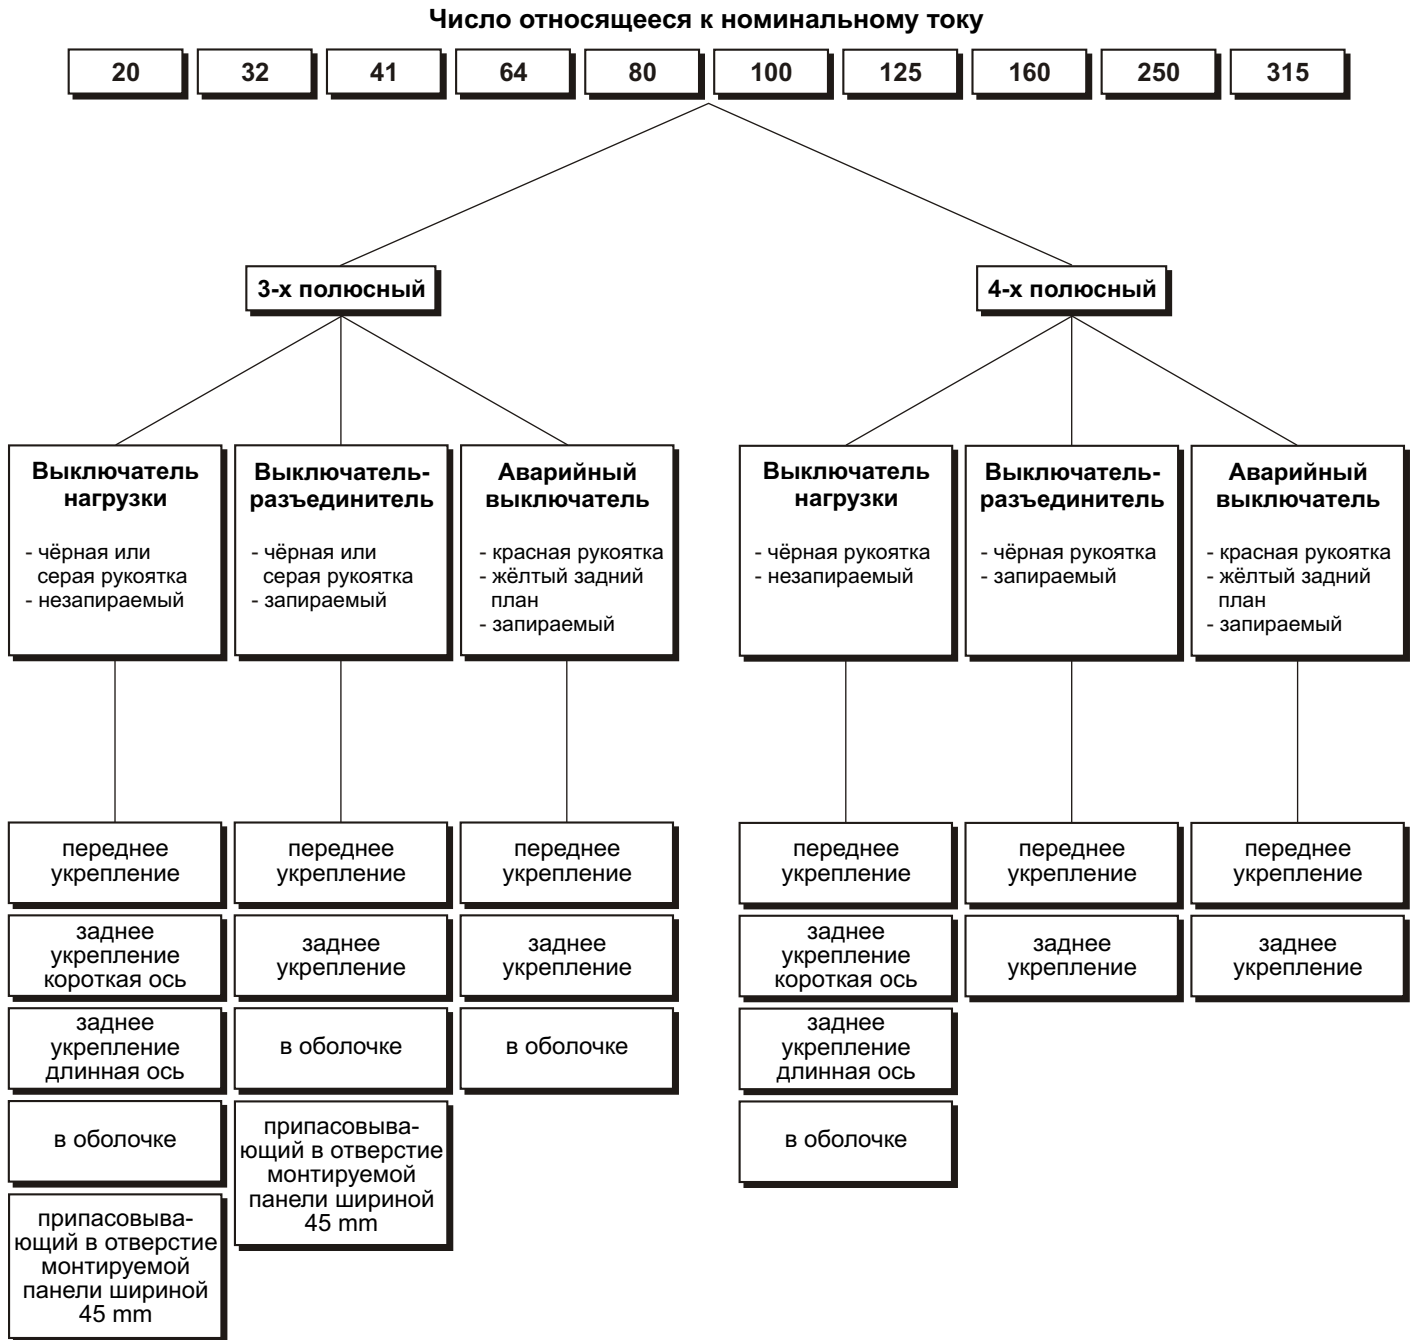 Число относящееся к номинальному току
20 32 41 64 80 100 125 160 250 315
3-х полюсный
4-х полюсный
Выключатель
нагрузки
- чёрная или
серая рукоятка
- незапираемый
Выключатель-
разъединитель
- чёрная или
серая рукоятка
- запираемый
Аварийный
выключатель
- красная рукоятка
- жёлтый задний
план
- запираемый
Выключатель
нагрузки
- чёрная рукоятка
- незапираемый
Выключатель-
разъединитель
- чёрная рукоятка
- запираемый
Аварийный
выключатель
- красная рукоятка
- жёлтый задний
план
- запираемый
переднее
укрепление
заднее
укрепление
короткая ось
заднее
укрепление
длинная ось
в оболочке
припасовыва-
ющий в отверстие
монтируемой
панели шириной
45 mm
переднее
укрепление
заднее
укрепление
в оболочке
припасовыва-
ющий в отверстие
монтируемой
панели шириной
45 mm
переднее
укрепление
заднее
укрепление
в оболочке
переднее
укрепление
заднее
укрепление
короткая ось
заднее
укрепление
длинная ось
в оболочке
переднее
укрепление
заднее
укрепление
переднее
укрепление
заднее
укрепление